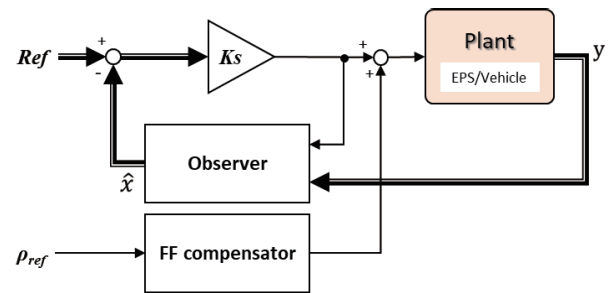 Ref
+
-
Ks
+
+
Plant
EPS/Vehicle
y
Observer
x̂
ρref
FF compensator